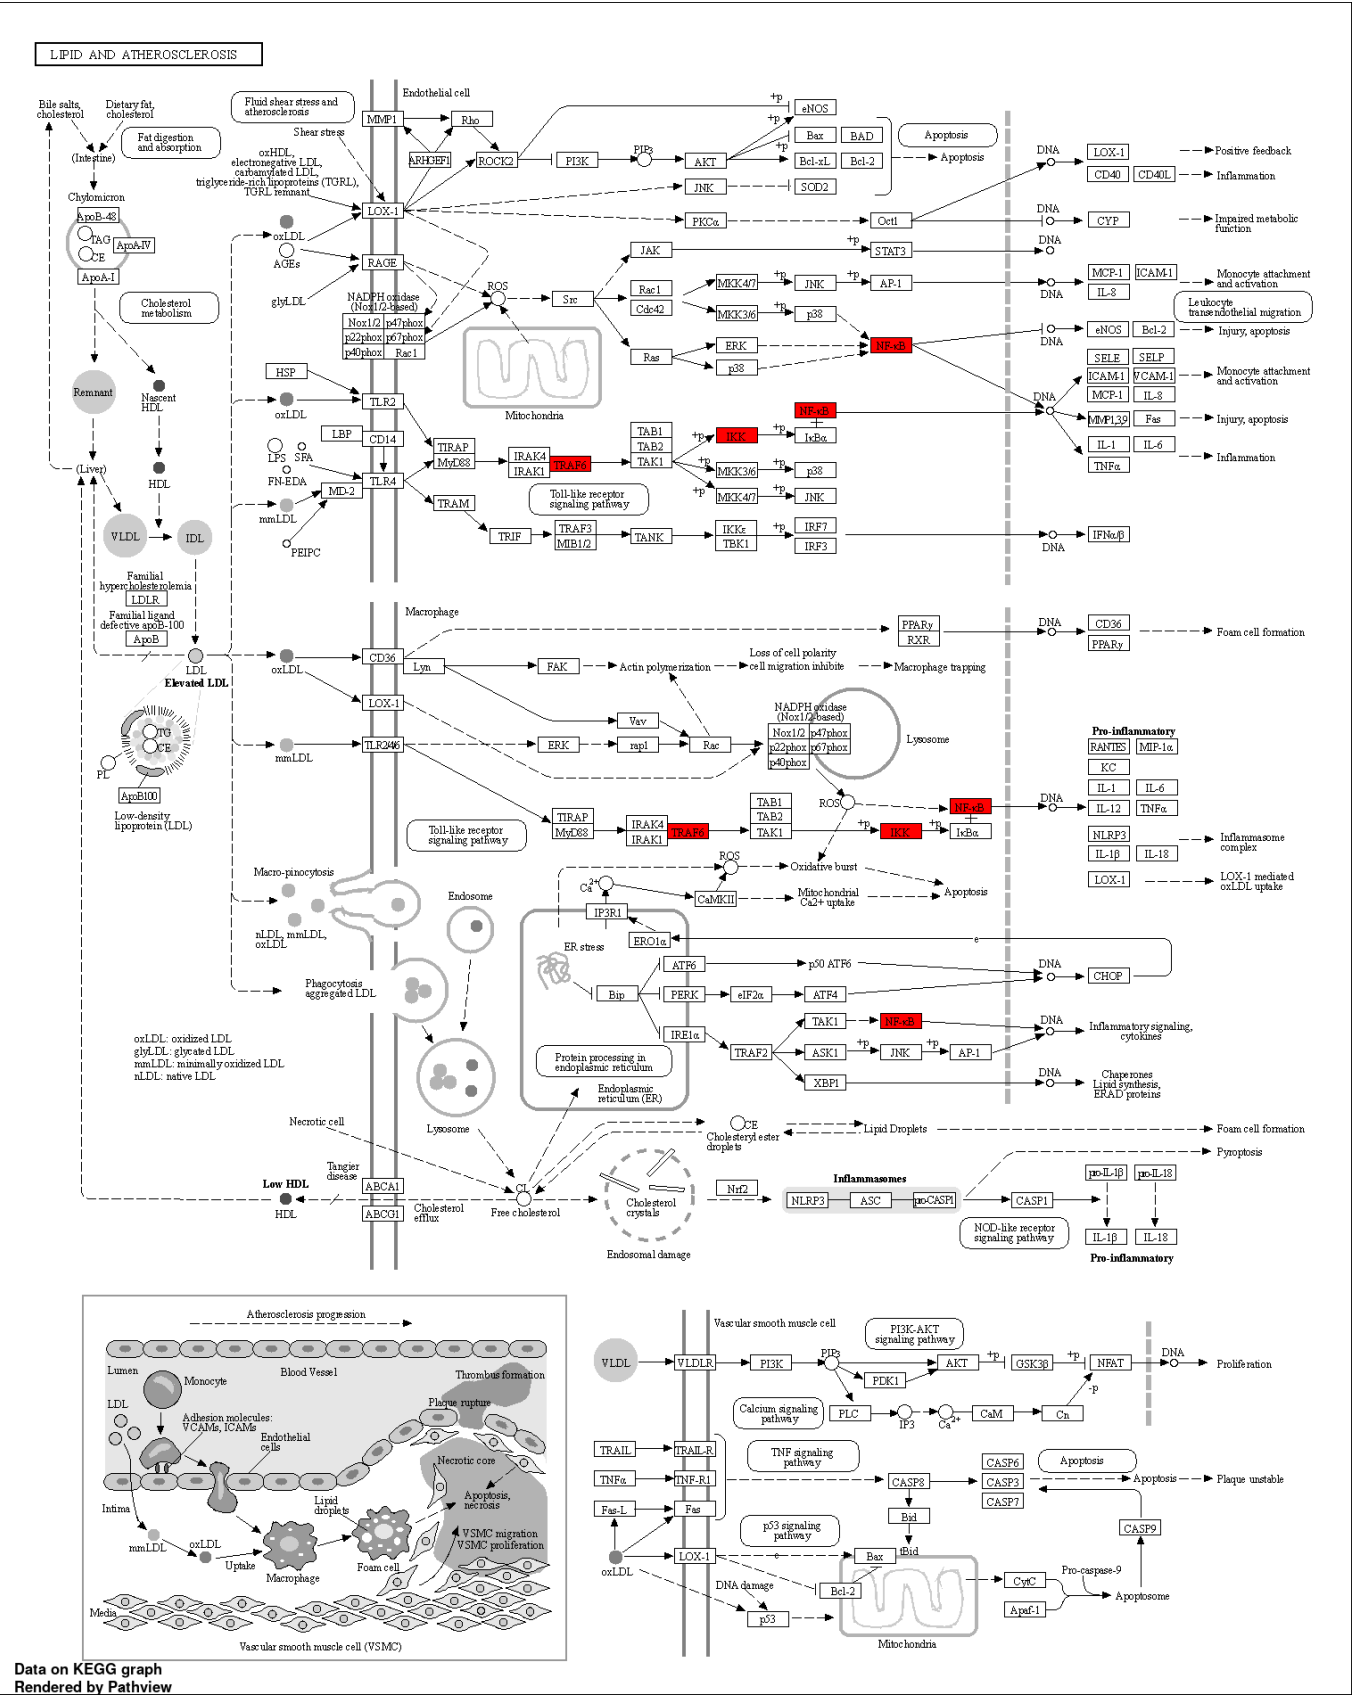 LIPID AND ATHEROSCLEROSIS
Bile salts,
cholesterol
Dietary fat,
cholesterol
Fat digestion
and absorption
(Intestine)
Chylomicron
ApoB-48
TAG
CE
ApoA-IV
ApoA-I
Cholesterol
metabolism
Remnant
Nascent
HDL
(Liver)
HDL
VLDL
IDL
Familial
hypercholesterolemia
LDLR
Familial ligand
defective apoB-100
ApoB
LDL
Elevated LDL
TG
CE
PL
ApoB100
Low-density
lipoprotein (LDL)
Fluid shear stress and
atherosclerosis
Shear stress
oxHDL,
electronegative LDL,
carbamylated LDL,
triglyceride-rich lipoproteins (TGRL),
TGRL remnant
oxLDL
AGEs
glyLDL
HSP
oxLDL
LBP
LPS
SFA
FN-EDA
MD-2
mmLDL
PEIPC
Endothelial cell
MMP1
Rho
ARHGEF1
ROCK2
PI3K
PIP3
AKT
+p
eNOS
+p
Bax
BAD
+p
Bcl-xL
Bcl-2
Apoptosis
Apoptosis
JNK
SOD2
LOX-1
PKCα
Oct1
DNA
LOX-1
Positive feedback
CD40
CD40L
Inflammation
DNA
CYP
Impaired metabolic
function
RAGE
NADPH oxidase
(Nox1/2-based)
Nox1/2
p47phox
p22phox
p67phox
p40phox
Rac1
ROS
Src
Mitochondria
JAK
+p
STAT3
DNA
Rac1
Cdc42
MKK4/7
+p
JNK
+p
AP-1
DNA
MCP-1
ICAM-1
IL-8
Monocyte attachment
and activation
Leukocyte
transendothelial migration
MKK3/6
+p
p38
Ras
ERK
p38
NF-κB
DNA
eNOS
Bcl-2
Injury, apoptosis
SELE
SELP
ICAM-1
VCAM-1
MCP-1
IL-8
Monocyte attachment
and activation
DNA
MMP1,3,9
Fas
Injury, apoptosis
IL-1
IL-6
TNFα
Inflammation
TLR2
CD14
TLR4
TIRAP
MyD88
IRAK4
IRAK1
TRAF6
TAB1
TAB2
TAK1
+p
IKK
+p
NF-κB
IκBα
+p
MKK3/6
+p
p38
+p
MKK4/7
+p
JNK
Toll-like receptor
signaling pathway
TRAM
TRIF
TRAF3
MIB1/2
TANK
IKKε
TBK1
+p
IRF7
IRF3
DNA
IFNα/β
Macrophage
oxLDL
CD36
Lyn
FAK
Actin polymerization
Loss of cell polarity
cell migration inhibite
Macrophage trapping
PPARγ
RXR
DNA
CD36
PPARγ
Foam cell formation
LOX-1
Vav
mmLDL
TLR2/4/6
ERK
rap1
Rac
NADPH oxidase
(Nox1/2-based)
Nox1/2
p47phox
p22phox
p67phox
p40phox
Lysosome
ROS
Toll-like receptor
signaling pathway
TIRAP
MyD88
IRAK4
IRAK1
TRAF6
TAB1
TAB2
TAK1
+p
IKK
+p
NF-κB
IκBα
DNA
Pro-inflammatory
RANTES
MIP-1α
KC
IL-1
IL-6
IL-12
TNFα
NLRP3
IL-1β
IL-18
Inflammasome
complex
LOX-1
LOX-1 mediated
oxLDL uptake
Macro-pinocytosis
nLDL, mmLDL,
oxLDL
Endosome
Phagocytosis
aggregated LDL
Lysosome
Ca2+
ROS
Oxidative burst
CaMKII
Mitochondrial
Ca2+ uptake
Apoptosis
IP3R1
ERO1α
ER stress
Bip
ATF6
p50 ATF6
PERK
eIF2α
ATF4
DNA
CHOP
e
IRE1α
TRAF2
TAK1
NF-κB
ASK1
+p
JNK
+p
AP-1
DNA
Inflammatory signaling,
cytokines
XBP1
DNA
Chaperones
Lipid synthesis,
ERAD proteins
Protein processing in
endoplasmic reticulum
Endoplasmic
reticulum (ER)
oxLDL: oxidized LDL
glyLDL: glycated LDL
mmLDL: minimally oxidized LDL
nLDL: native LDL
Necrotic cell
CE
Cholesteryl ester
droplets
Lipid Droplets
Foam cell formation
Pyroptosis
Low HDL
HDL
Tangier
disease
ABCA1
ABCG1
Cholesterol
efflux
CL
Free cholesterol
Cholesterol
crystals
Endosomal damage
Nrf2
Inflammasomes
NLRP3
ASC
pro-CASP1
CASP1
NOD-like receptor
signaling pathway
pro-IL-1β
pro-IL-18
IL-1β
IL-18
Pro-inflammatory
Atherosclerosis progression
Lumen
Blood Vessel
Monocyte
LDL
Adhesion molecules:
VCAMs, ICAMs
Endothelial
cells
Thrombus formation
Plaque rupture
Necrotic core
Intima
Lipid
droplets
Apoptosis,
necrosis
VSMC migration
VSMC proliferation
mmLDL
oxLDL
Uptake
Macrophage
Foam cell
Media
Vascular smooth muscle cell (VSMC)
Vascular smooth muscle cell
VLDL
VLDLR
PI3K
PIP3
PDK1
PI3K-AKT
signaling pathway
AKT
+p
GSK3β
+p
NFAT
DNA
Proliferation
-p
Calcium signaling
pathway
PLC
IP3
Ca2+
CaM
Cn
TRAIL
TRAIL-R
TNFα
TNF-R1
Fas-L
Fas
TNF signaling
pathway
CASP8
CASP6
CASP3
CASP7
Apoptosis
Apoptosis
Plaque unstable
Bid
tBid
CASP9
p53 signaling
pathway
oxLDL
LOX-1
e
Bax
Bcl-2
DNA damage
p53
Mitochondria
CytC
Apaf-1
Pro-caspase-9
Apoptosome
Data on KEGG graph
Rendered by Pathview